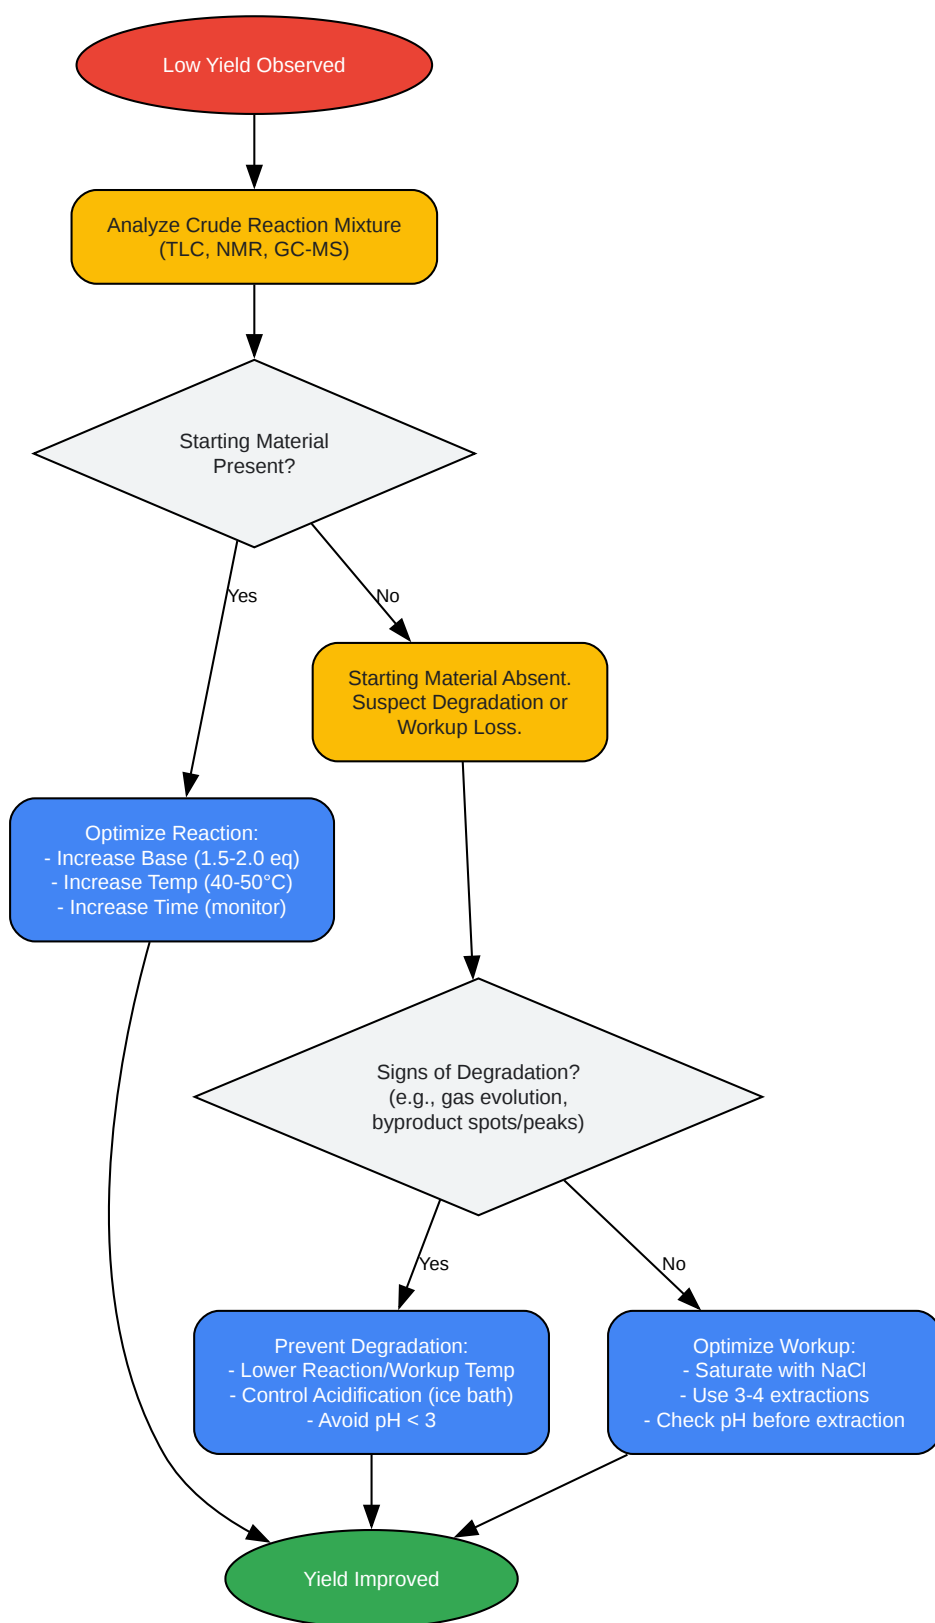 Low Yield Observed
Analyze Crude Reaction Mixture
(TLC, NMR, GC-MS)
Starting Material
Present?
Yes
No
Starting Material Absent.
Suspect Degradation or
Workup Loss.
Optimize Reaction:
- Increase Base (1.5-2.0 eq)
- Increase Temp (40-50°C)
- Increase Time (monitor)
Signs of Degradation?
(e.g., gas evolution,
byproduct spots/peaks)
Yes
No
Prevent Degradation:
- Lower Reaction/Workup Temp
- Control Acidification (ice bath)
- Avoid pH < 3
Optimize Workup:
- Saturate with NaCl
- Use 3-4 extractions
- Check pH before extraction
Yield Improved